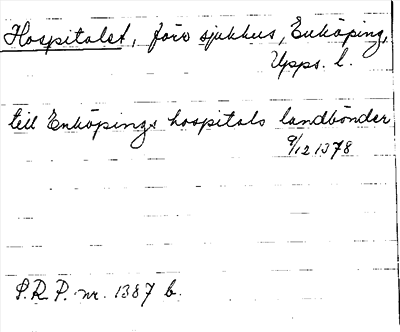 Hospitalet, förr sjukhus, Enköping,
Upps. l.
till Enköpings hospitals landbönder
9/12 1378
S.R.P. nr. 1387 b.